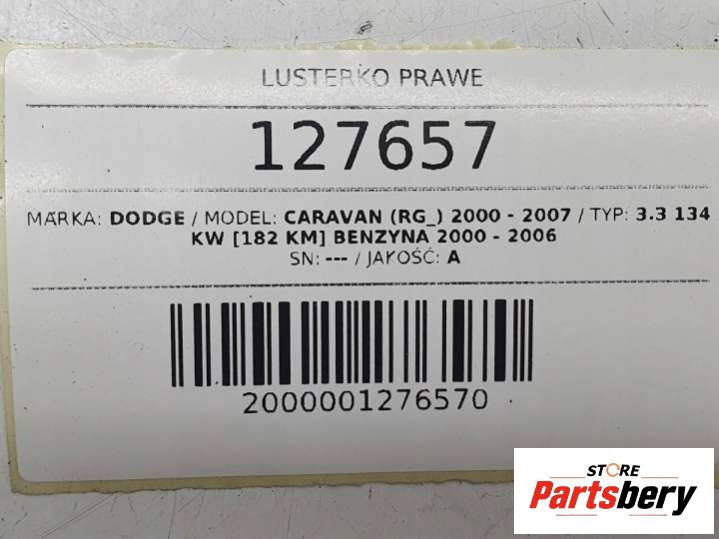 LUSTERKO PRAWE
127657
MARKA: DODGE / MODEL: CARAVAN (RG_) 2000 - 2007 / TYP: 3.3 134
KW [182 KM] BENZYNA 2000 - 2006
SN: --- / JAKOŚĆ: A
2000001276570
STORE
Partsbery